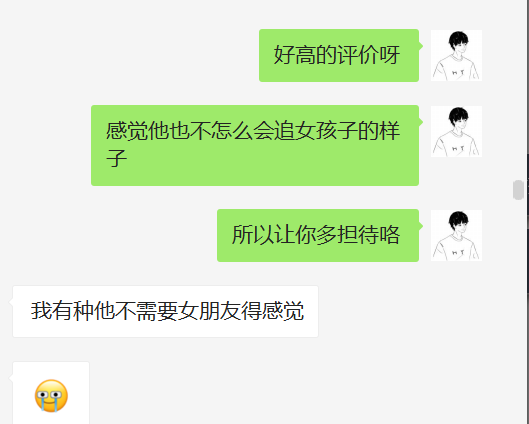 好高的评价呀
感觉他也不怎么会追女孩子的样
子
所以让你多担待咯
我有种他不需要女朋友得感觉